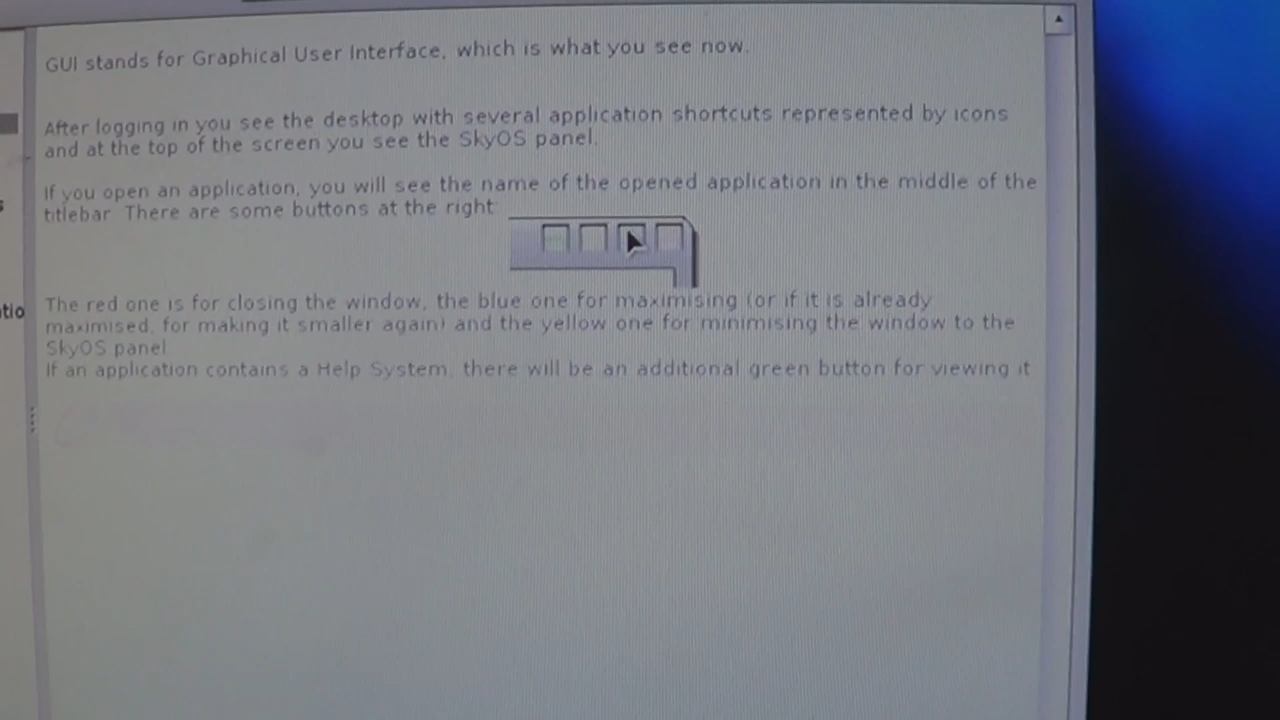 GUI stands for Graphical User Interface, which is what you see now.
After logging in you see the desktop with several application shortcuts represented by icons
and at the top of the screen you see the SkyOS panel.
If you open an application, you will see the name of the opened application in the middle of the
titlebar. There are some buttons at the right:
The red one is for closing the window, the blue one for maximising (or if it is already
maximised, for making it smaller again) and the yellow one for minimising the window to the
SkyOS panel.
If an application contains a Help System, there will be an additional green button for viewing it